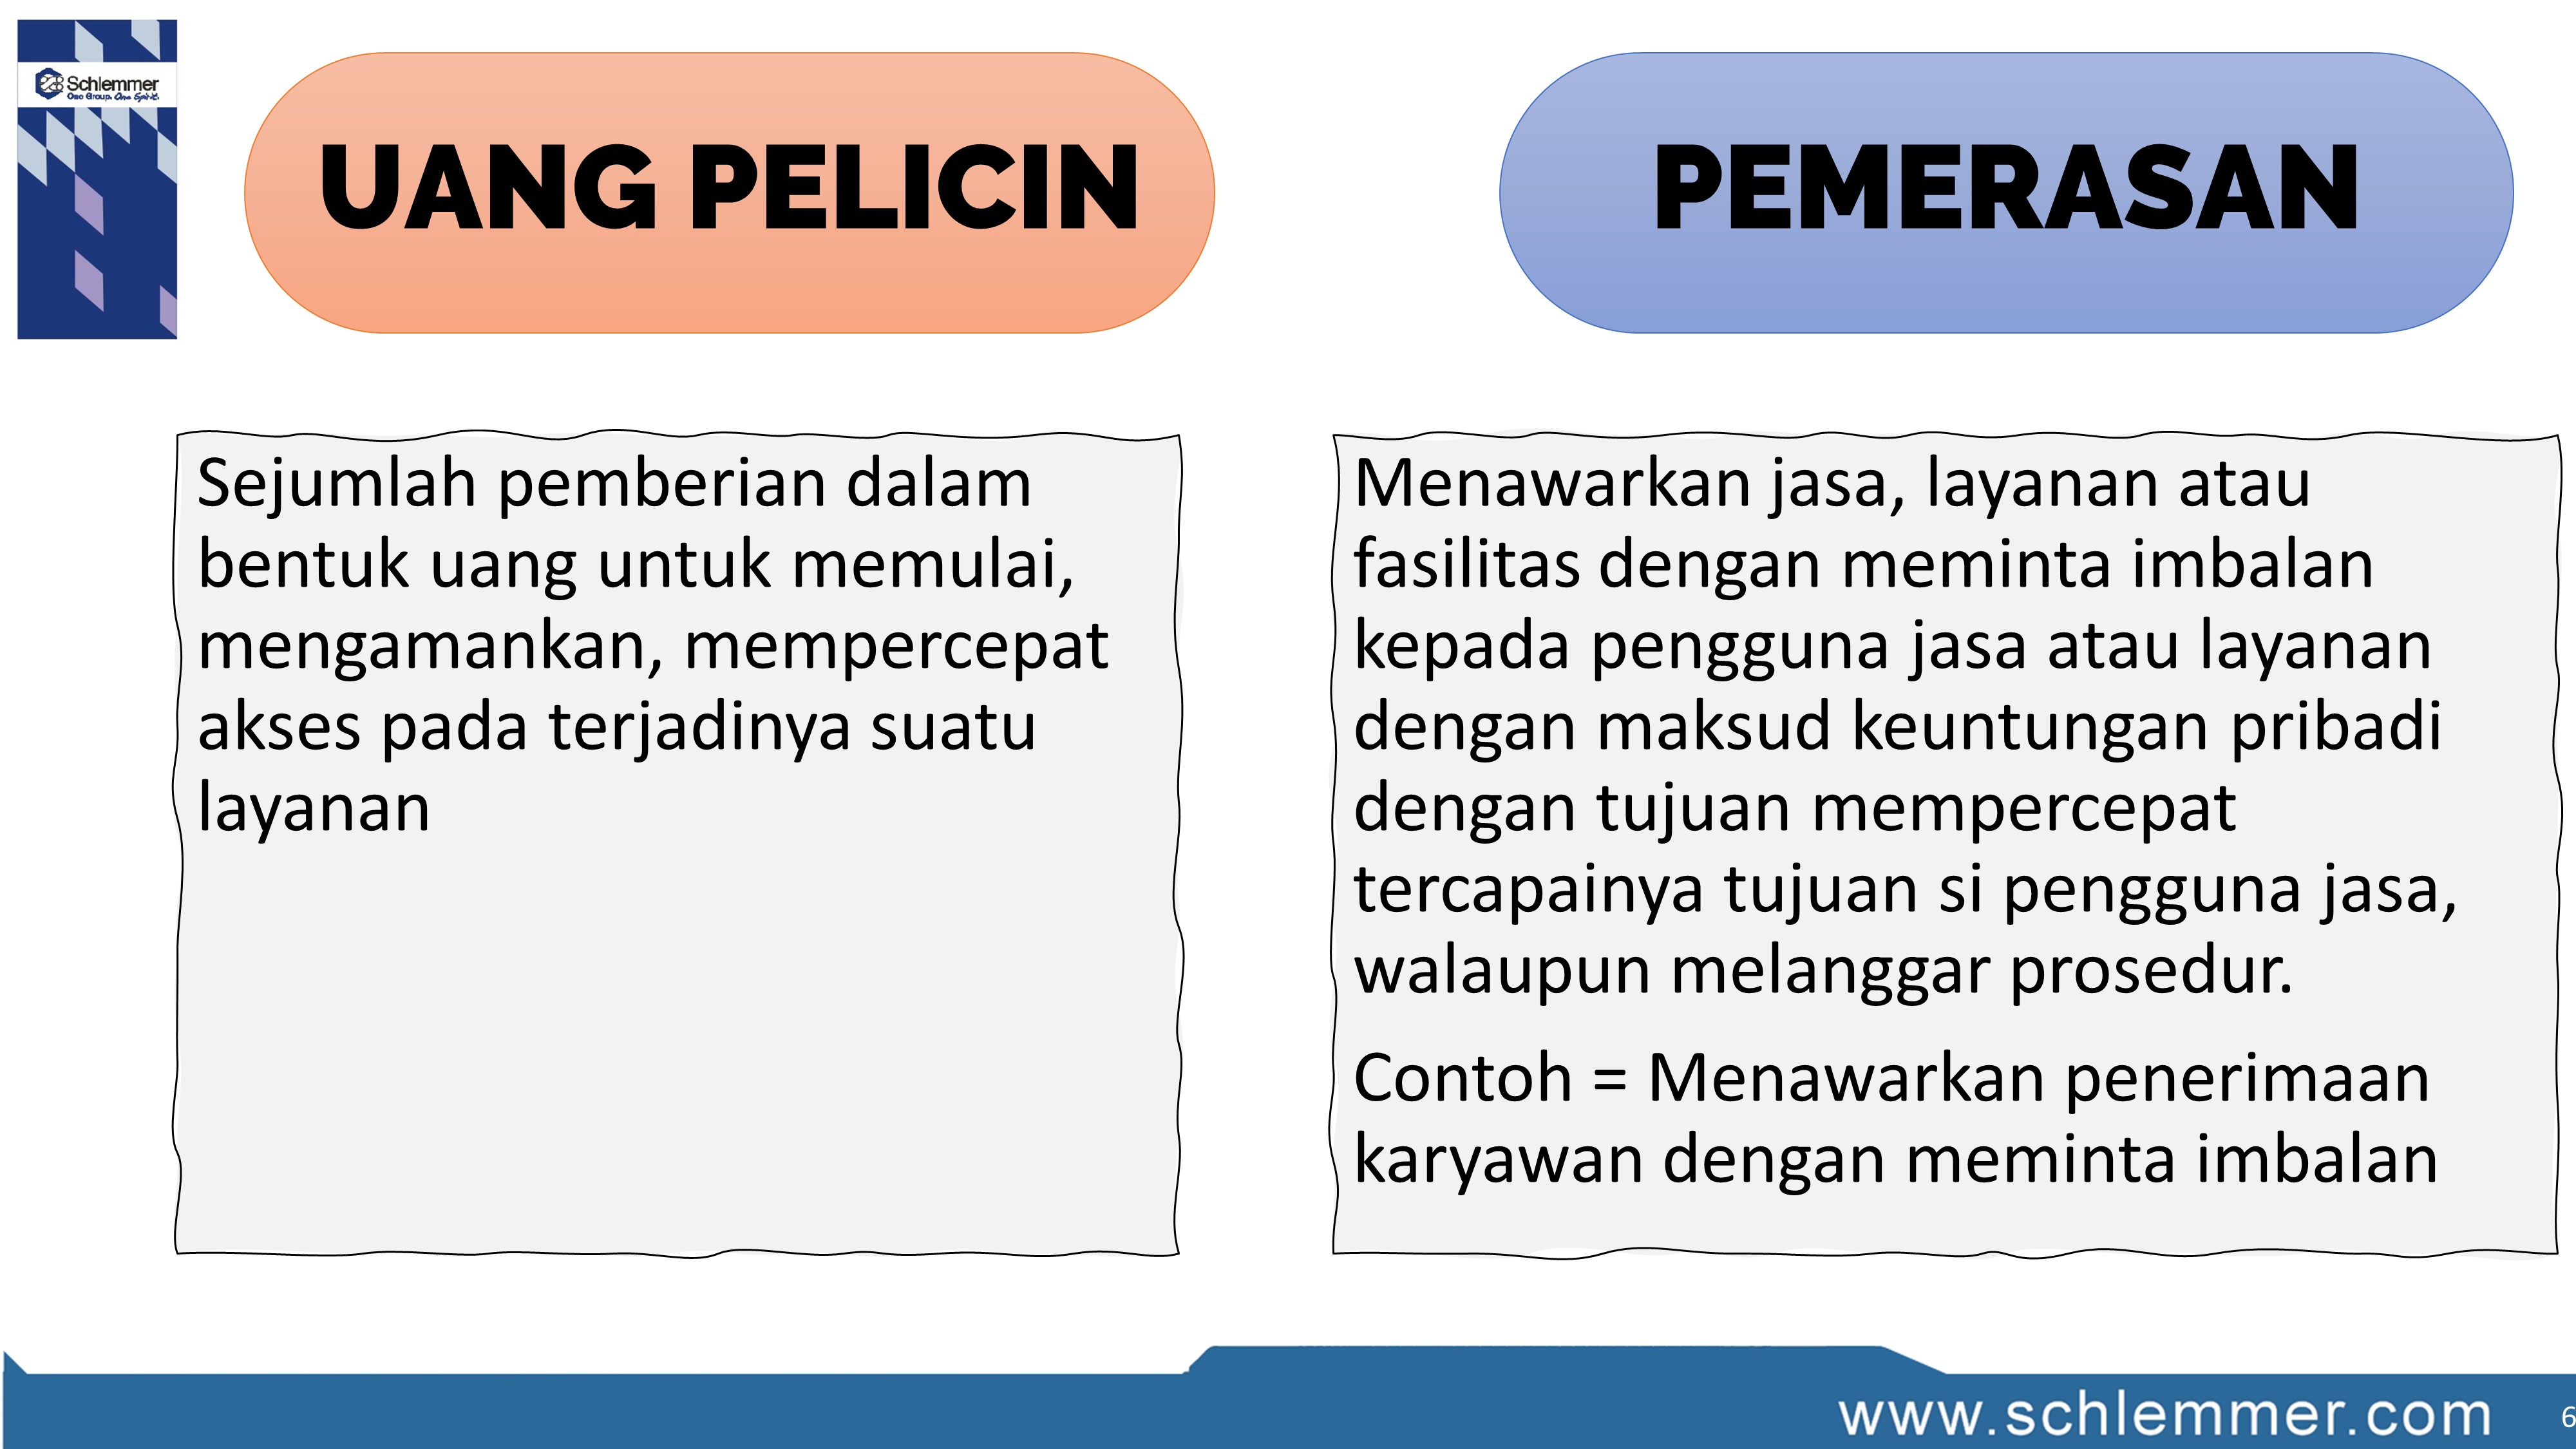 Schlemmer
One Group. One Spirit.
UANG PELICIN
PEMERASAN
Sejumlah pemberian dalam
bentuk uang untuk memulai,
mengamankan, mempercepat
akses pada terjadinya suatu
layanan
Menawarkan jasa, layanan atau
fasilitas dengan meminta imbalan
kepada pengguna jasa atau layanan
dengan maksud keuntungan pribadi
dengan tujuan mempercepat
tercapainya tujuan si pengguna jasa,
walaupun melanggar prosedur.
Contoh = Menawarkan penerimaan
karyawan dengan meminta imbalan
www.schlemmer.com
6